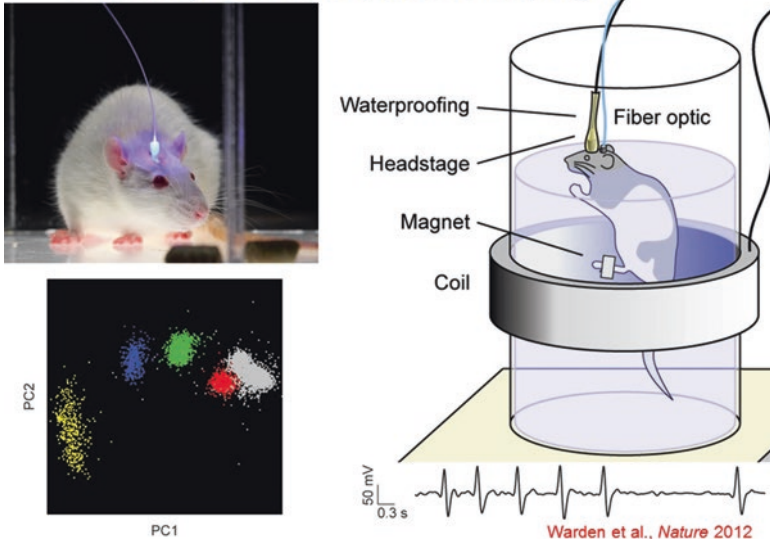 Waterproofing
Fiber optic
Headstage
Magnet
Coil
PC2
PC1
50 mV
0.3 s
Warden et al., Nature 2012